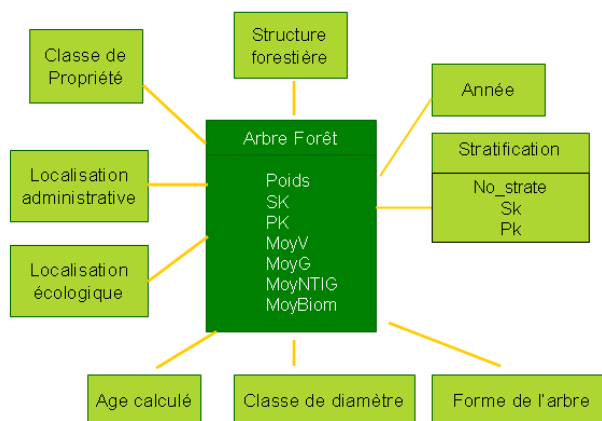 Classe de
Propriété
Structure
forestière
Année
Arbre Forêt
Poids
SK
PK
MoyV
MoyG
MoyNTIG
MoyBiom
Stratification
No_strate
Sk
Pk
Localisation
administrative
Localisation
écologique
Age calculé
Classe de diamètre
Forme de l'arbre